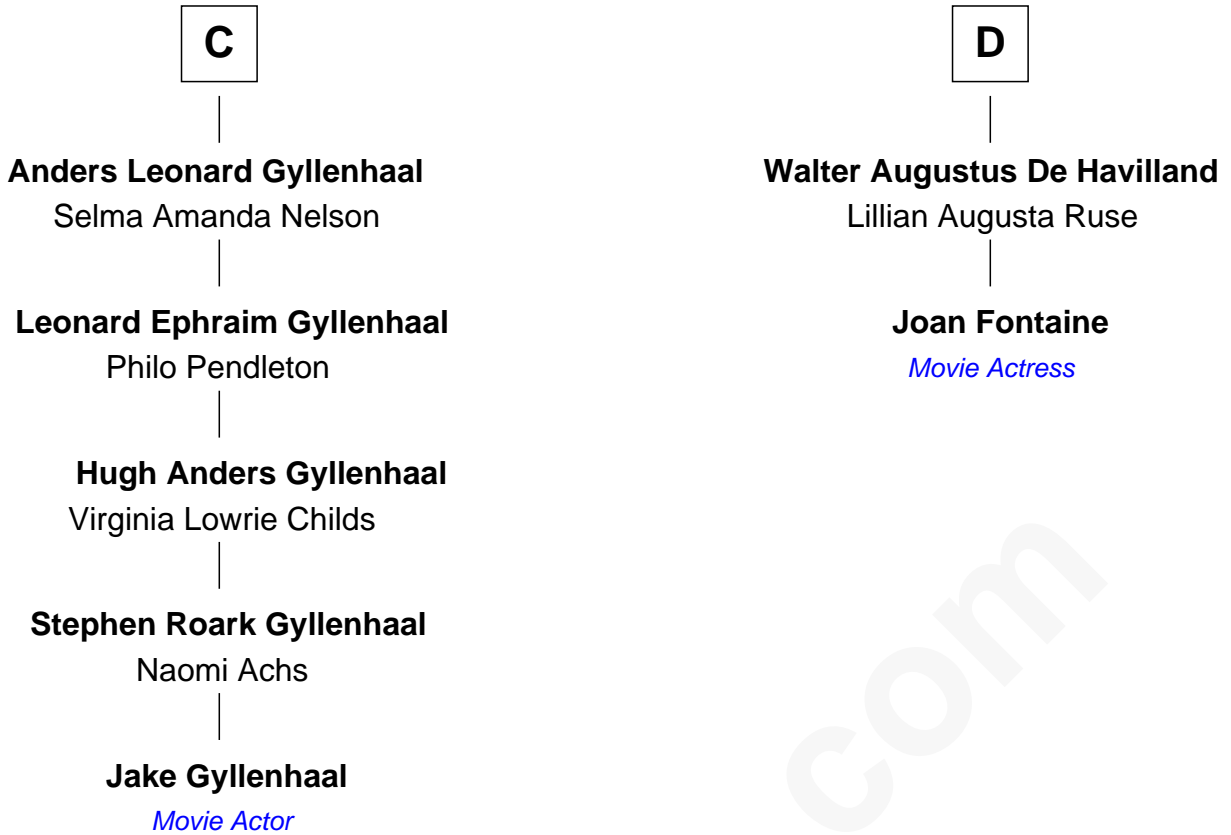 C
Anders Leonard Gyllenhaal
Selma Amanda Nelson
Leonard Ephraim Gyllenhaal
Philo Pendleton
Hugh Anders Gyllenhaal
Virginia Lowrie Childs
Stephen Roark Gyllenhaal
Naomi Achs
Jake Gyllenhaal
Movie Actor
D
Walter Augustus De Havilland
Lillian Augusta Ruse
Joan Fontaine
Movie Actress
com